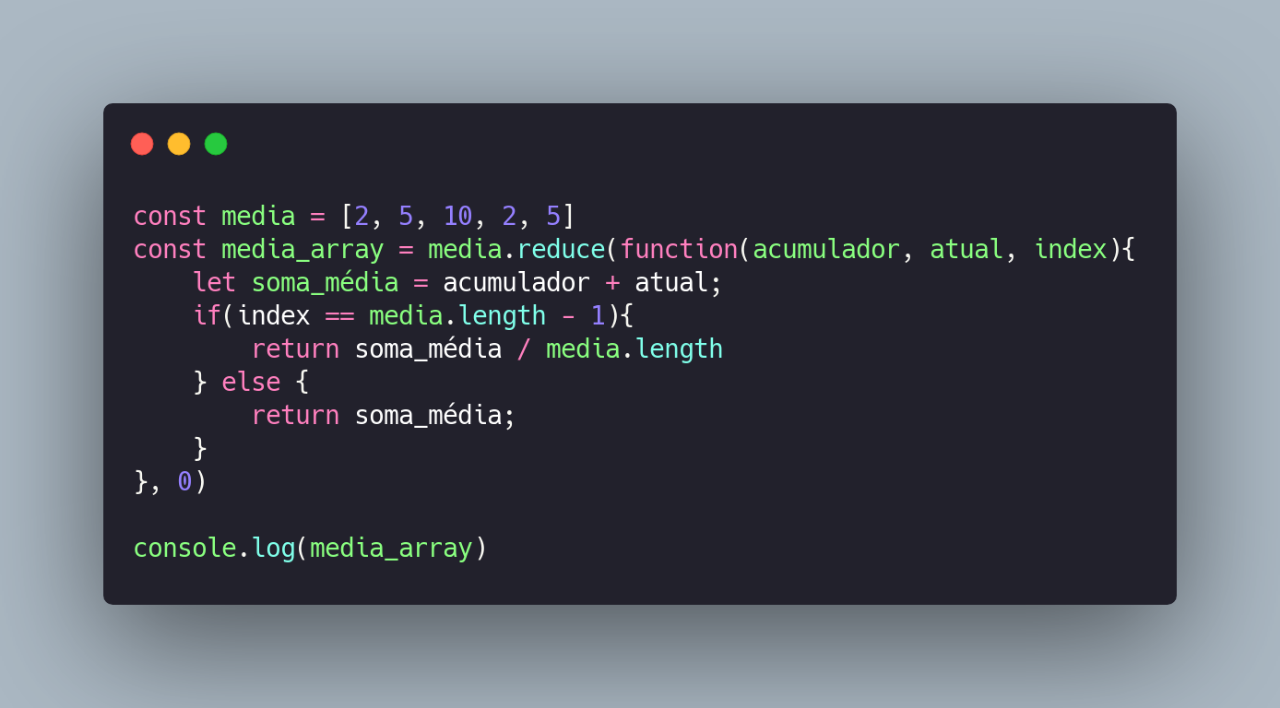 const media = [2, 5, 10, 2, 5]
const media_array = media.reduce(function(acumulador, atual, index){
    let soma_média = acumulador + atual;
    if(index == media.length - 1){
        return soma_média / media.length
    } else {
        return soma_média;
    }
}, 0)

console.log(media_array)